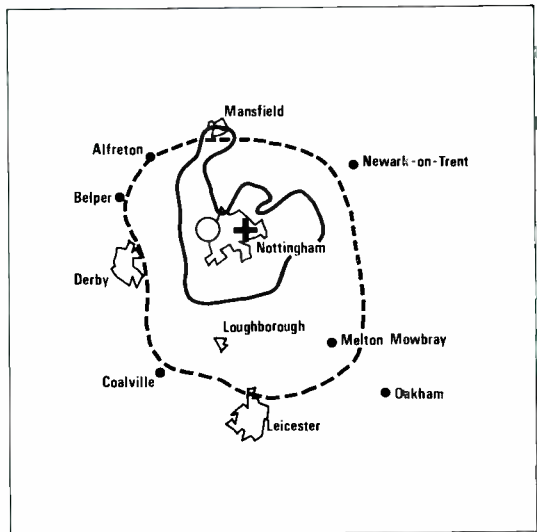 Mansfield
Alfreton
Newark-on-Trent
Belper
Nottingham
Derby
Loughborough
Melton Mowbray
Coalville
Oakham
Leicester